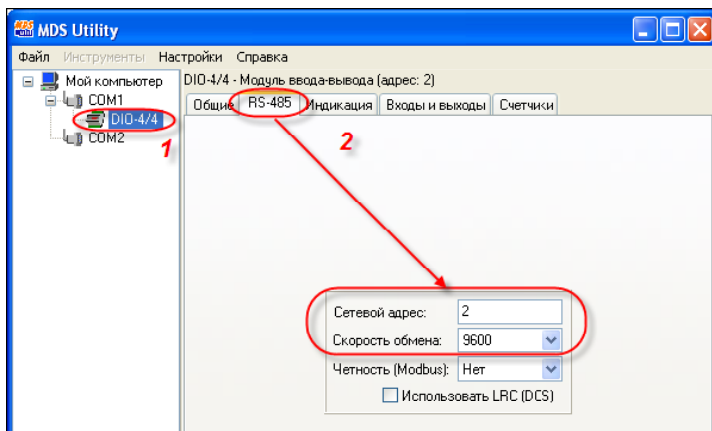 MDS Utility
Файл Инструменты Настройки Справка
Мой компьютер
COM1
DIO-4/4
COM2
1
DIO-4/4 - Модуль ввода-вывода (адрес: 2)
Общие RS-485 Индикация Входы и выходы Счетчики
2
Сетевой адрес: 2
Скорость обмена: 9600
Четность (Modbus): Нет
Использовать LRC (DCS)